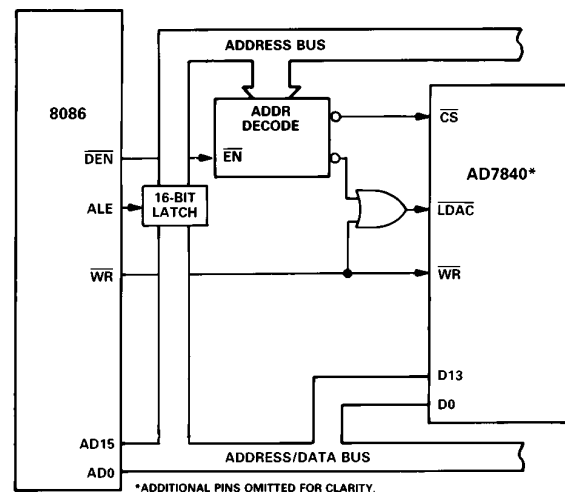 ADDRESS BUS
8086
ADDR
DECODE
CS
DEN
EN
AD7840*
ALE
16-BIT
LATCH
LDAC
WR
WR
D13
D0
AD15
ADDRESS/DATA BUS
AD0
*ADDITIONAL PINS OMITTED FOR CLARITY.